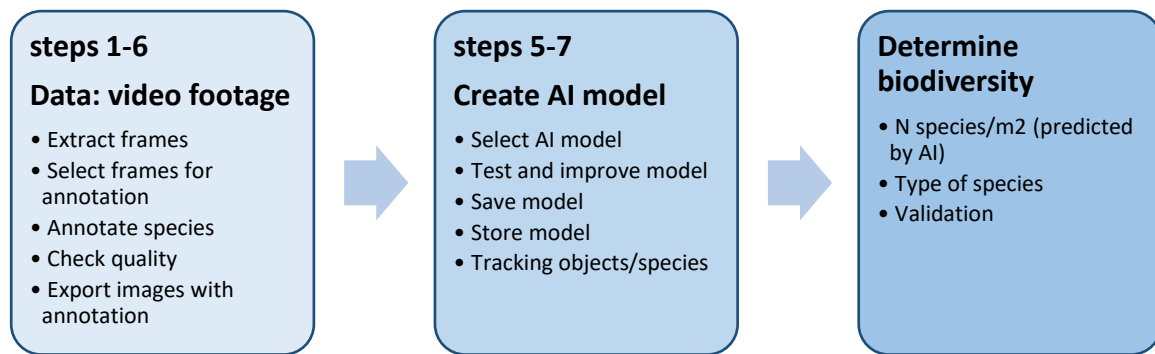 steps 1-6
Data: video footage
• Extract frames
• Select frames for
annotation
• Annotate species
• Check quality
• Export images with
annotation
steps 5-7
Create AI model
• Select AI model
• Test and improve model
• Save model
• Store model
• Tracking objects/species
Determine
biodiversity
• N species/m2 (predicted
by AI)
• Type of species
• Validation